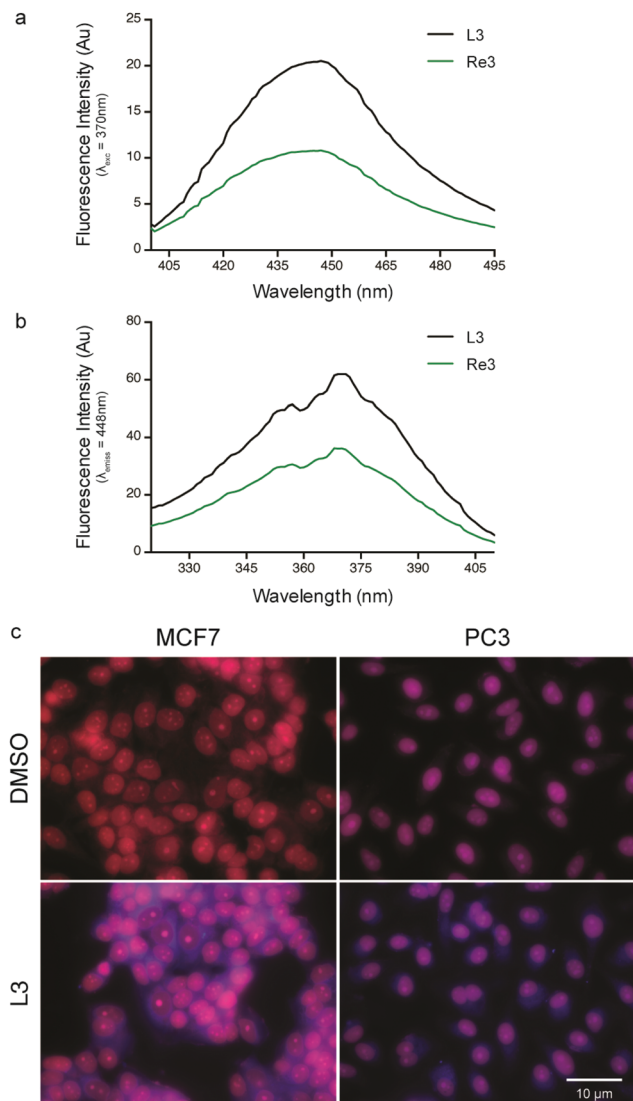 a
Fluorescence Intensity (Au)
(λexc = 370nm)
25
20
15
10
5
0
405 420 435 450 465 480 495
Wavelength (nm)
L3
Re3
b
Fluorescence Intensity (Au)
(λemiss = 448nm)
80
60
40
20
0
330 345 360 375 390 405
Wavelength (nm)
L3
Re3
c
MCF7 PC3
DMSO
L3
10 µm